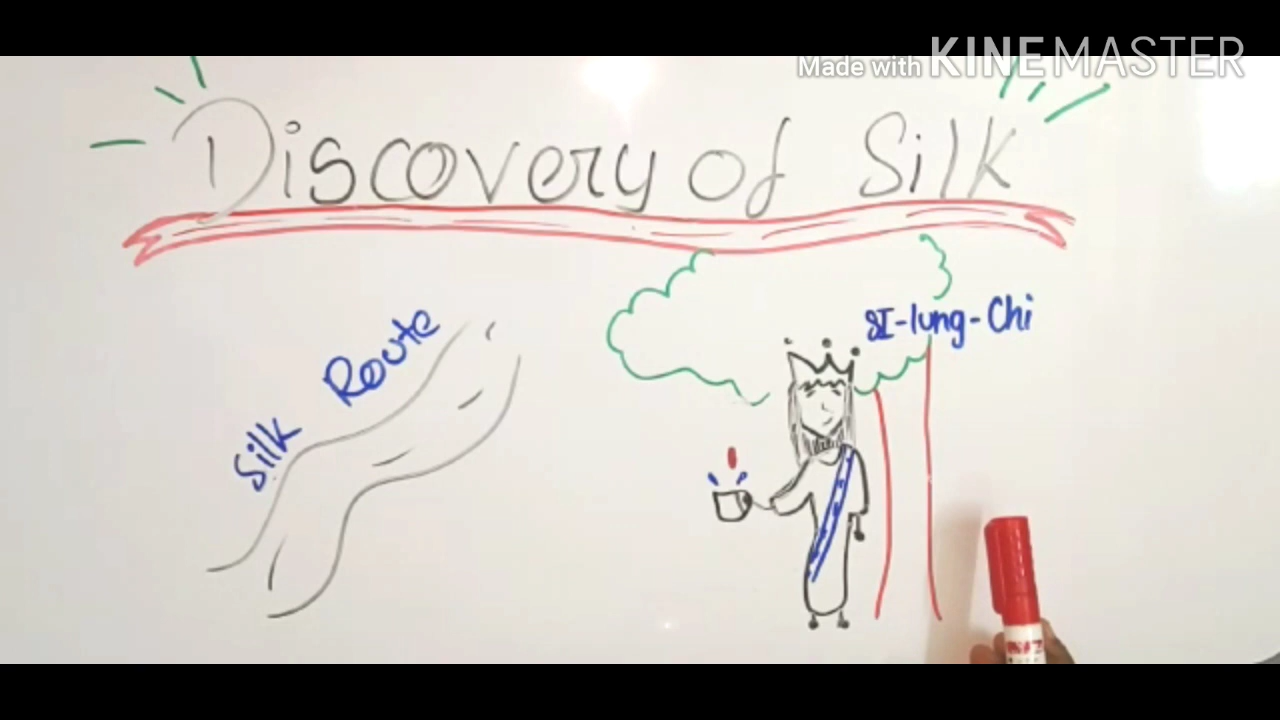 Made with KINEMASTER
Discovery of Silk
Silk Route
SI-lung-Chi